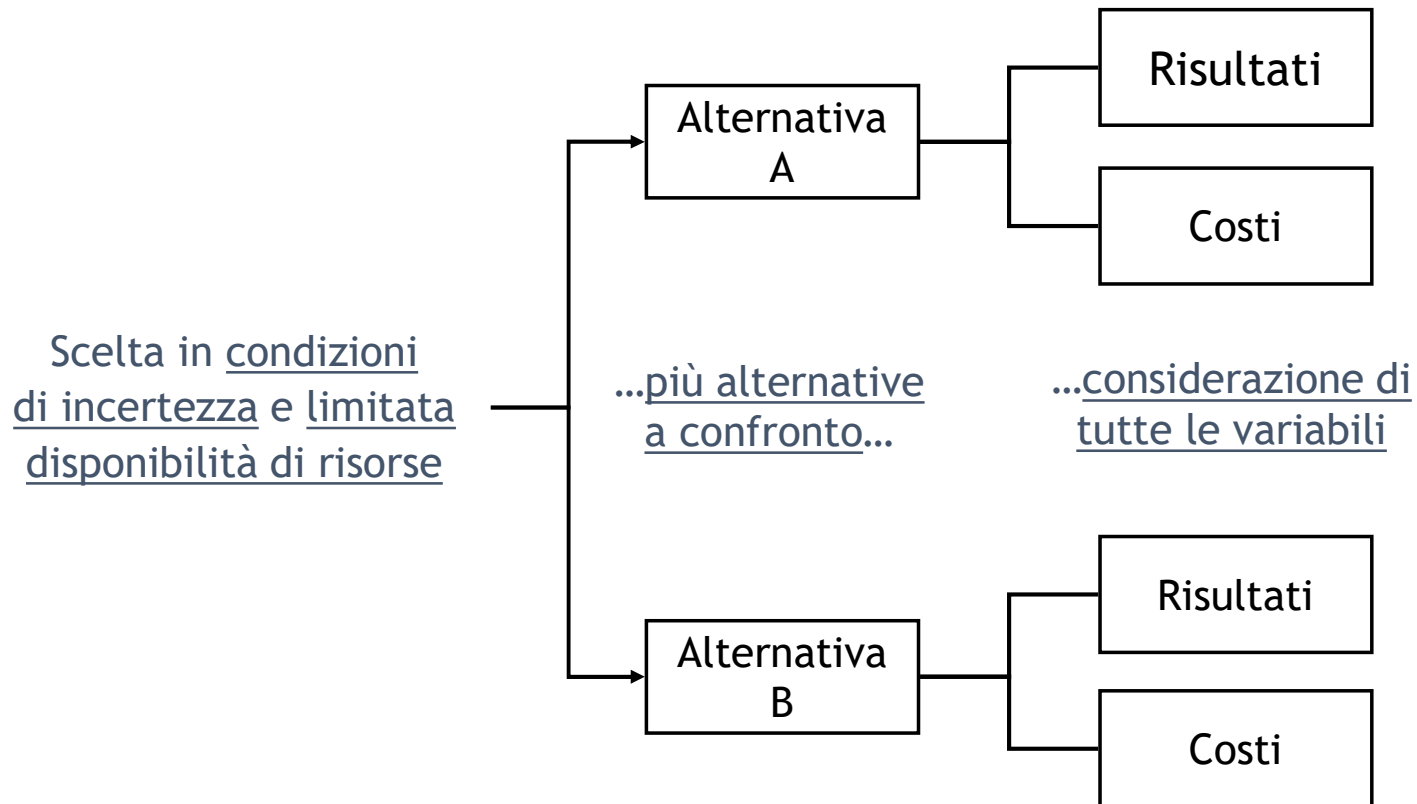 Risultati
Alternativa
A
Costi
Scelta in condizioni
di incertezza e limitata
disponibilità di risorse
…più alternative
a confronto…
…considerazione di
tutte le variabili
Risultati
Alternativa
B
Costi